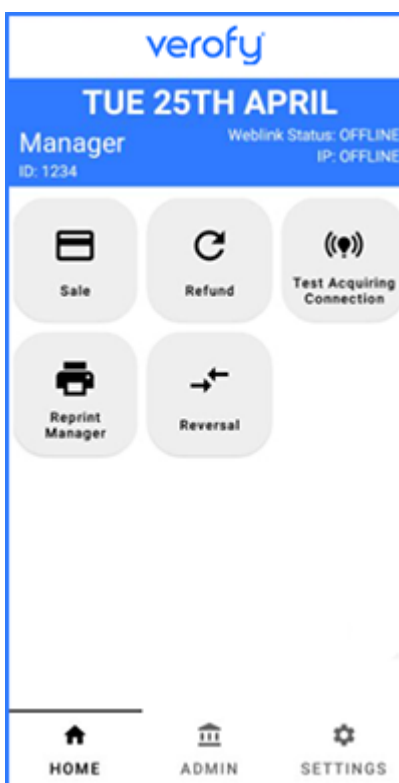 verofy
TUE 25TH APRIL
Manager
Weblink Status: OFFLINE
ID: 1234
IP: OFFLINE
Sale
Refund
Test Acquiring
Connection
Reprint
Manager
Reversal
HOME
ADMIN
SETTINGS